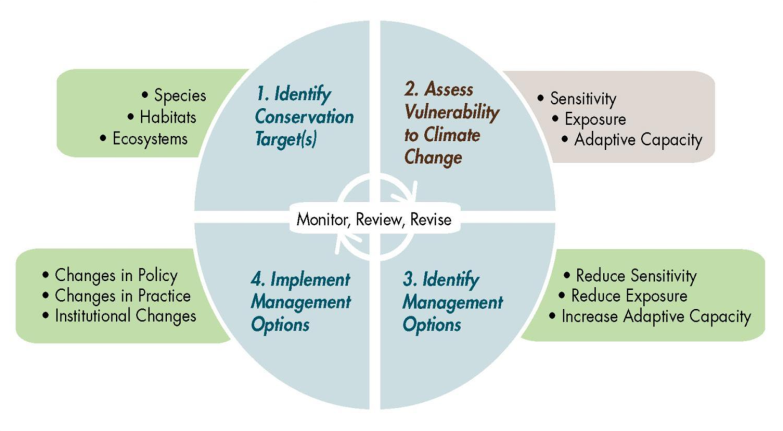 1. Identify
Conservation
Target(s)
• Species
• Habitats
• Ecosystems
2. Assess
Vulnerability
to Climate
Change
• Sensitivity
• Exposure
• Adaptive Capacity
Monitor, Review, Revise
4. Implement
Management
Options
• Changes in Policy
• Changes in Practice
• Institutional Changes
3. Identify
Management
Options
• Reduce Sensitivity
• Reduce Exposure
• Increase Adaptive Capacity